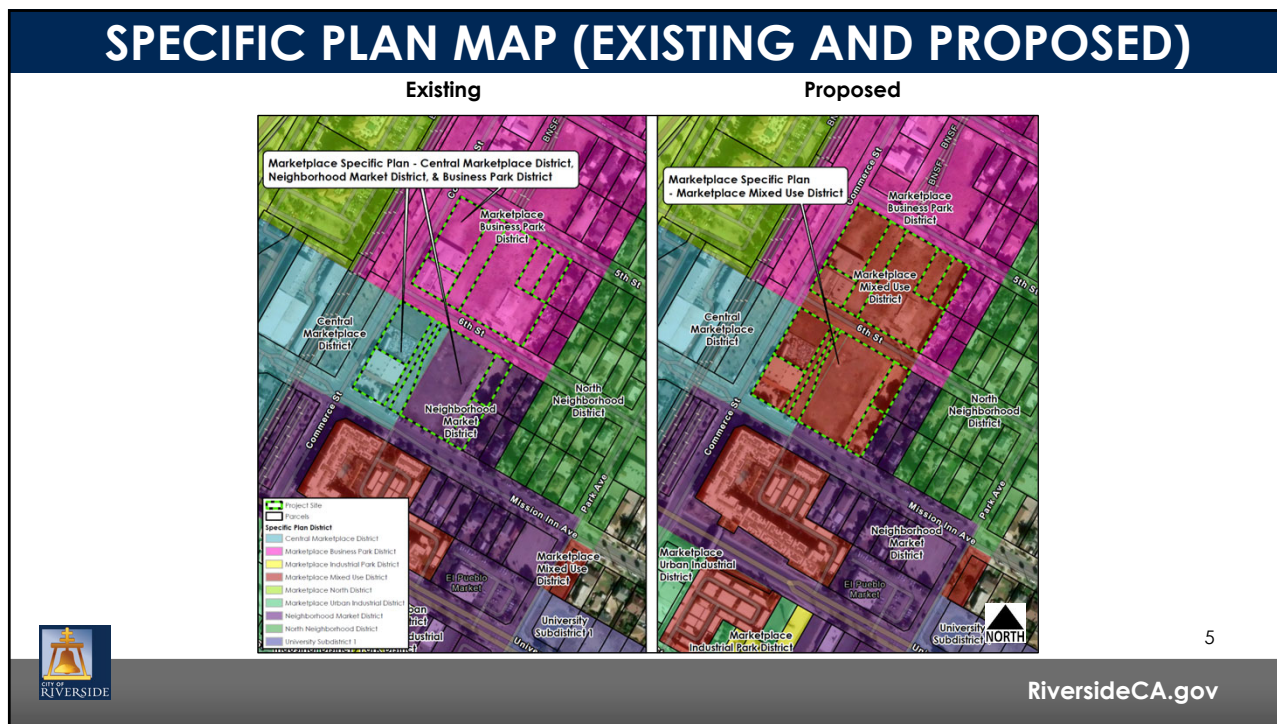 SPECIFIC PLAN MAP (EXISTING AND PROPOSED)
Existing
Proposed
Marketplace Specific Plan - Central Marketplace District,
Neighborhood Market District, & Business Park District
BNSF
Marketplace
Business Park
District
5th St
Central
Marketplace
District
6th St
North
Neighborhood
District
Neighborhood
Market
District
Commerce St
Park Ave
Mission Inn Ave
Marketplace
Mixed Use
District
El Pueblo
Market
University
Subdistrict 1
Project Site
Parcels
Specific Plan District
Central Marketplace District
Marketplace Business Park District
Marketplace Industrial Park District
Marketplace Mixed Use District
Marketplace North District
Marketplace Urban Industrial District
Neighborhood Market District
North Neighborhood District
University Subdistrict 1
Marketplace Specific Plan
- Marketplace Mixed Use District
Commerce St
BNSF
BNSF
Marketplace
Business Park
District
5th St
Marketplace
Mixed Use
District
Central
Marketplace
District
6th St
North
Neighborhood
District
Commerce St
Park Ave
Mission Inn Ave
Neighborhood
Market
District
Marketplace
Urban Industrial
District
El Pueblo
Market
Marketplace
Industrial Park District
University
Subdistrict 1
NORTH
5
CITY OF
RIVERSIDE
RiversideCA.gov